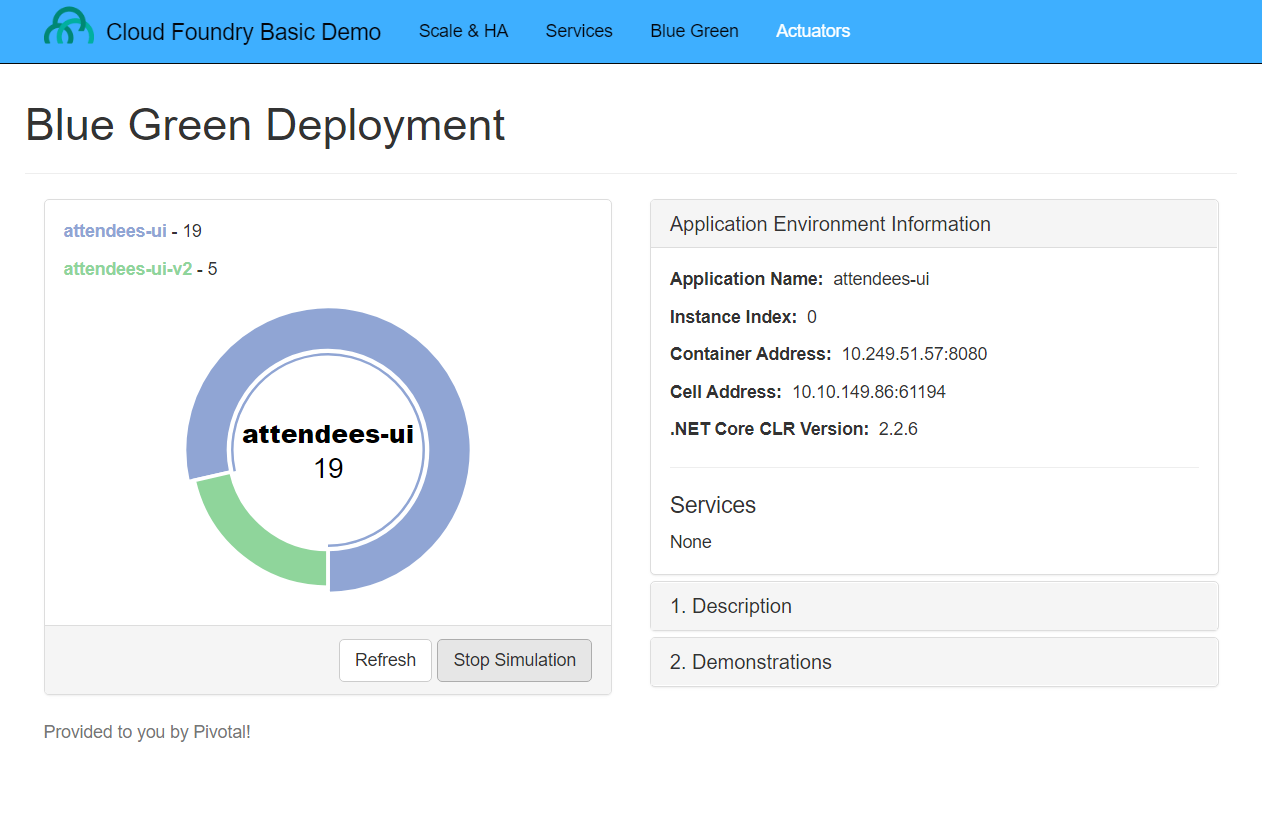 Cloud Foundry Basic Demo Scale & HA Services Blue Green Actuators
Blue Green Deployment
attendees-ui - 19
attendees-ui-v2 - 5
attendees-ui
19
Refresh Stop Simulation
Application Environment Information
Application Name: attendees-ui
Instance Index: 0
Container Address: 10.249.51.57:8080
Cell Address: 10.10.149.86:61194
.NET Core CLR Version: 2.2.6
Services
None
1. Description
2. Demonstrations
Provided to you by Pivotal!